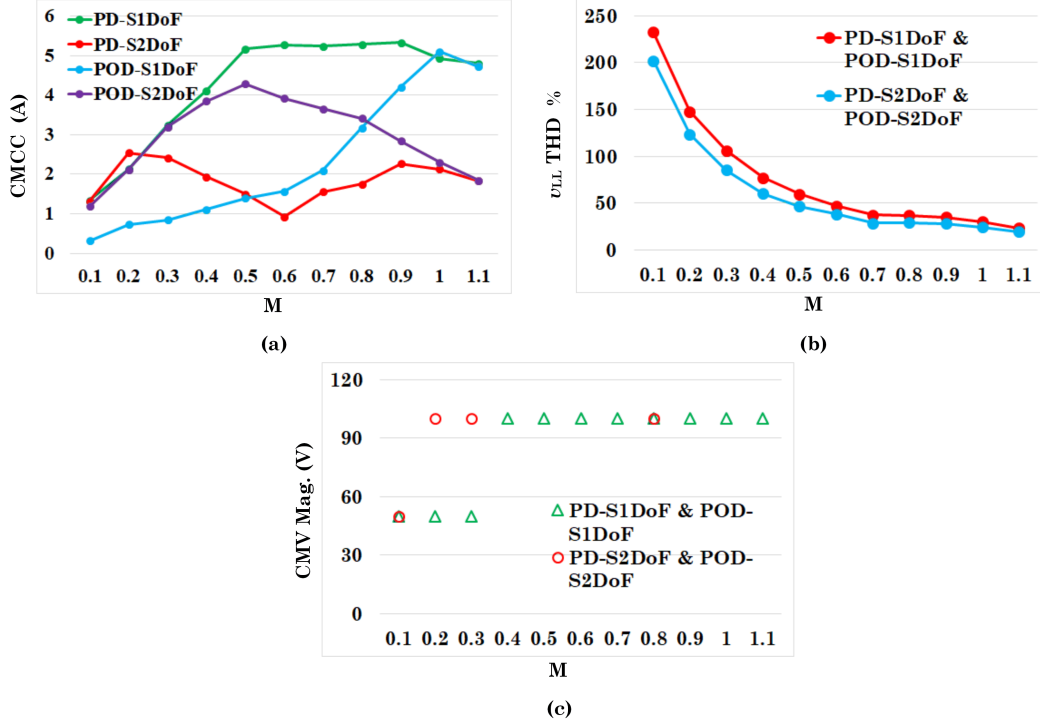 6
5
4
3
2
1
0
CMCC (A)
PD-S1DoF
PD-S2DoF
POD-S1DoF
POD-S2DoF
0.1 0.2 0.3 0.4 0.5 0.6 0.7 0.8 0.9 1 1.1
M
(a)
250
200
150
100
50
0
vLL THD %
PD-S1DoF &
POD-S1DoF
PD-S2DoF &
POD-S2DoF
0.1 0.2 0.3 0.4 0.5 0.6 0.7 0.8 0.9 1 1.1
M
(b)
120
90
60
30
0
CMV Mag. (V)
PD-S1DoF & POD-
S1DoF
PD-S2DoF & POD-
S2DoF
0.1 0.2 0.3 0.4 0.5 0.6 0.7 0.8 0.9 1 1.1
M
(c)